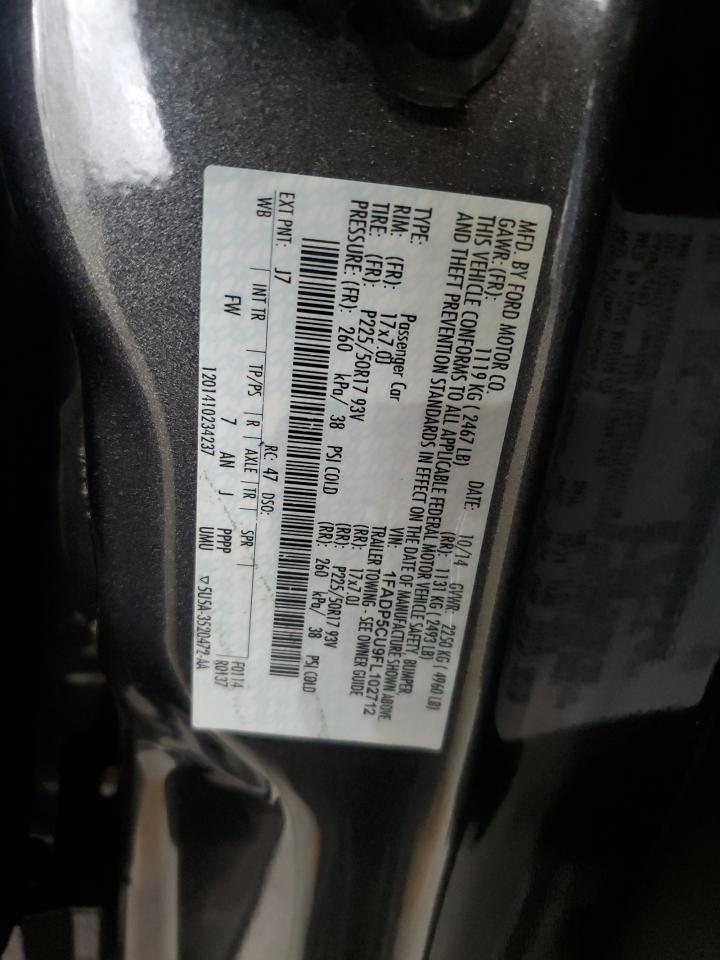 MFD. BY FORD MOTOR CO.
DATE: 10/14 GVWR: 2250 KG ( 4960 LB)
GAWR: (FR): 1119 KG ( 2467 LB) (RR): 1131 KG ( 2493 LB)
THIS VEHICLE CONFORMS TO ALL APPLICABLE FEDERAL MOTOR VEHICLE SAFETY, BUMPER,
AND THEFT PREVENTION STANDARDS IN EFFECT ON THE DATE OF MANUFACTURE SHOWN ABOVE.
VIN: 1FADP5CU9FL102712
TYPE: Passenger Car TRAILER TOWING - SEE OWNER GUIDE
RIM: (FR): 17x7.0J (RR): 17x7.0J
TIRE: (FR): P225/50R17 93V (RR): P225/50R17 93V
PRESSURE: (FR): 260 kPa/ 38 PSI COLD (RR): 260 kPa/ 38 PSI COLD
EXT PNT: J7 RC: 47 DSO: F0114
WB INT TR TP/PS R AXLE TR SPR R0137
FW 7 AN J PPPP
1201410234237 UMU ▽5U5A-3520472-AA